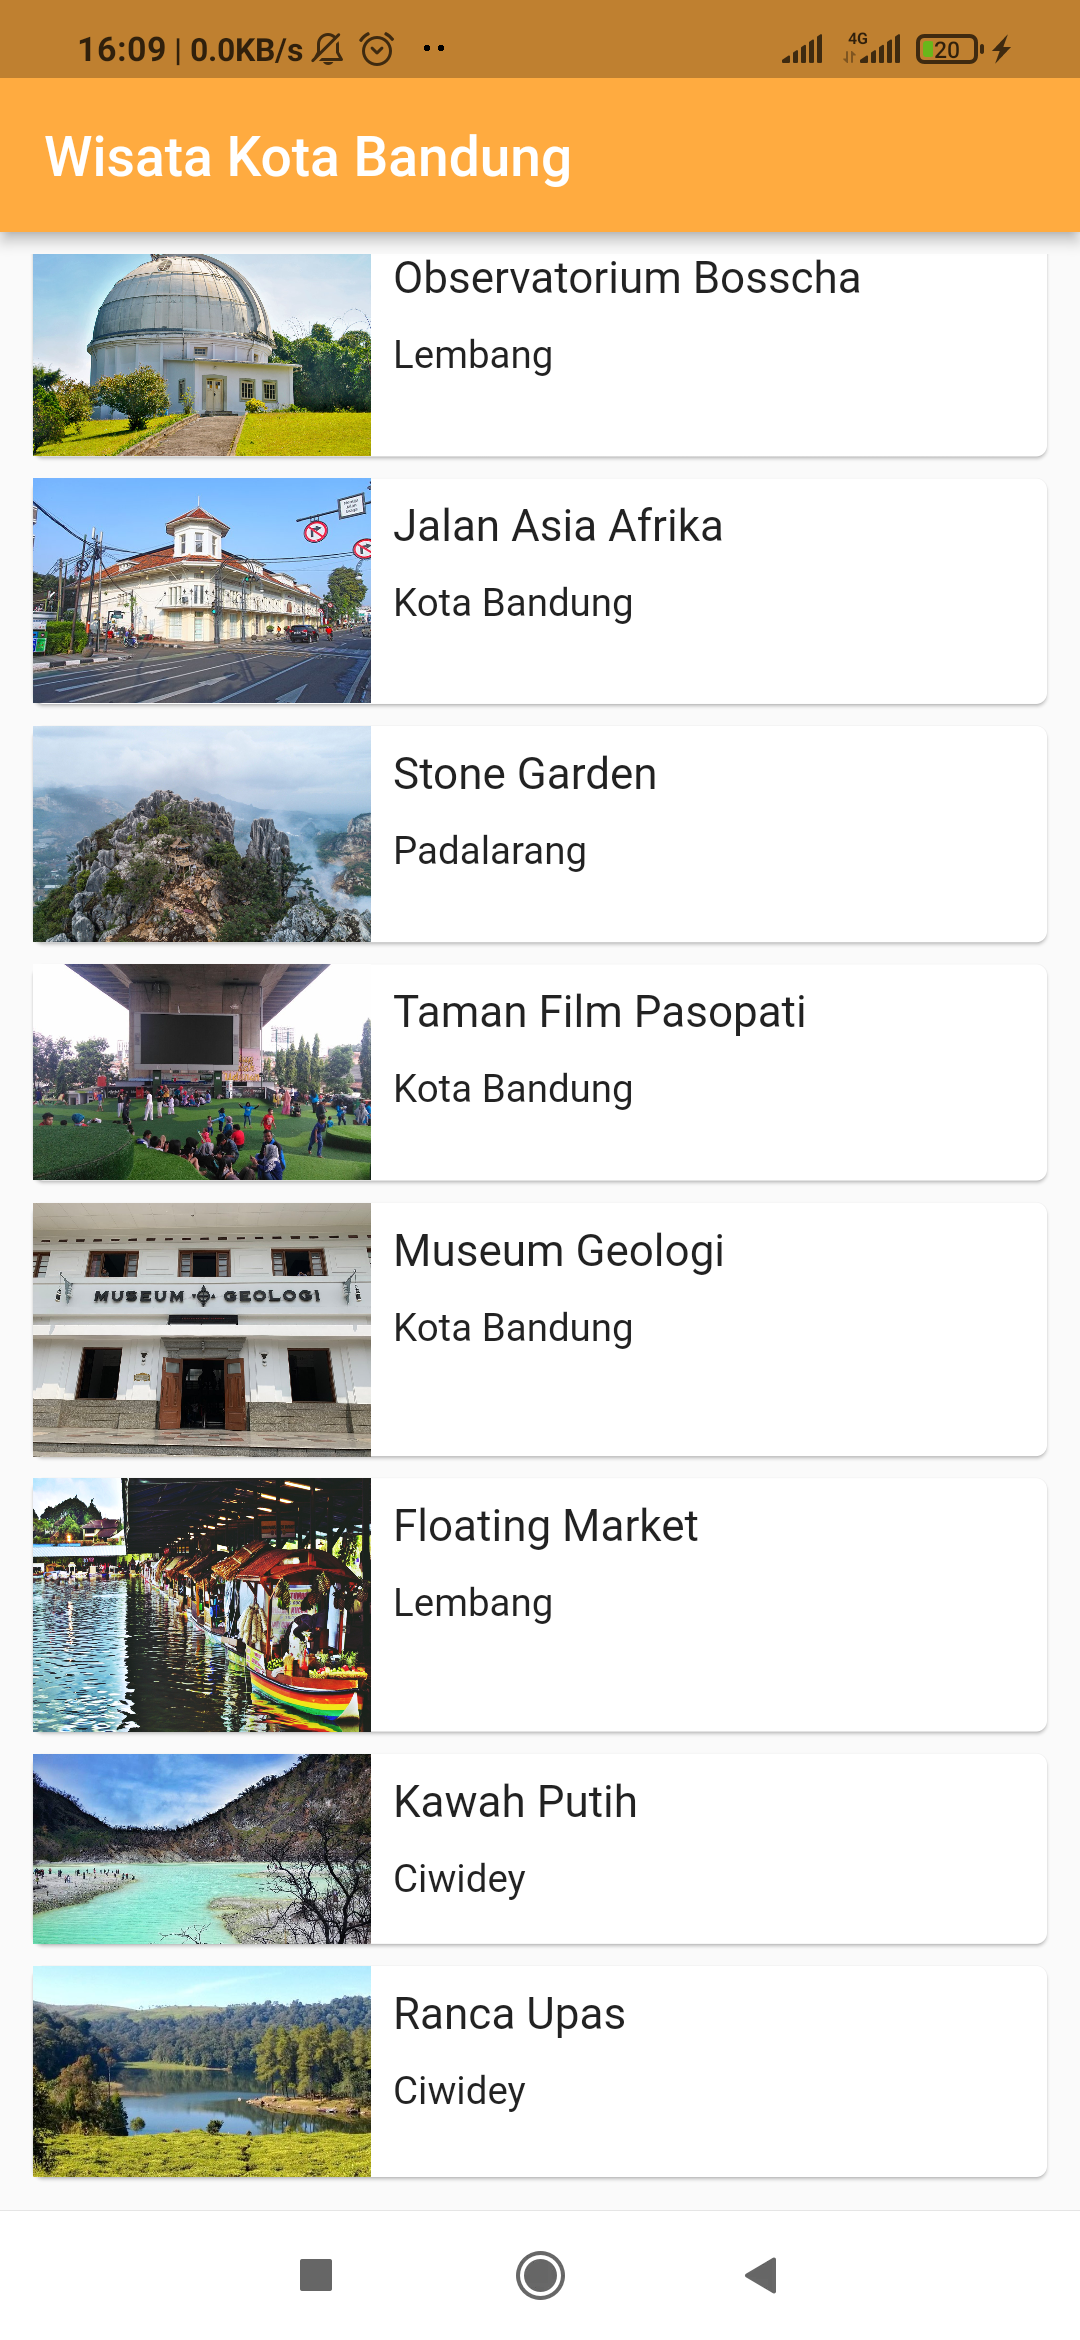 16:09 | 0.0KB/s
4G
20
Wisata Kota Bandung
Observatorium Bosscha
Lembang
Jalan Asia Afrika
Kota Bandung
Stone Garden
Padalarang
Taman Film Pasopati
Kota Bandung
MUSEUM GEOLOGI
Museum Geologi
Kota Bandung
Floating Market
Lembang
Kawah Putih
Ciwidey
Ranca Upas
Ciwidey